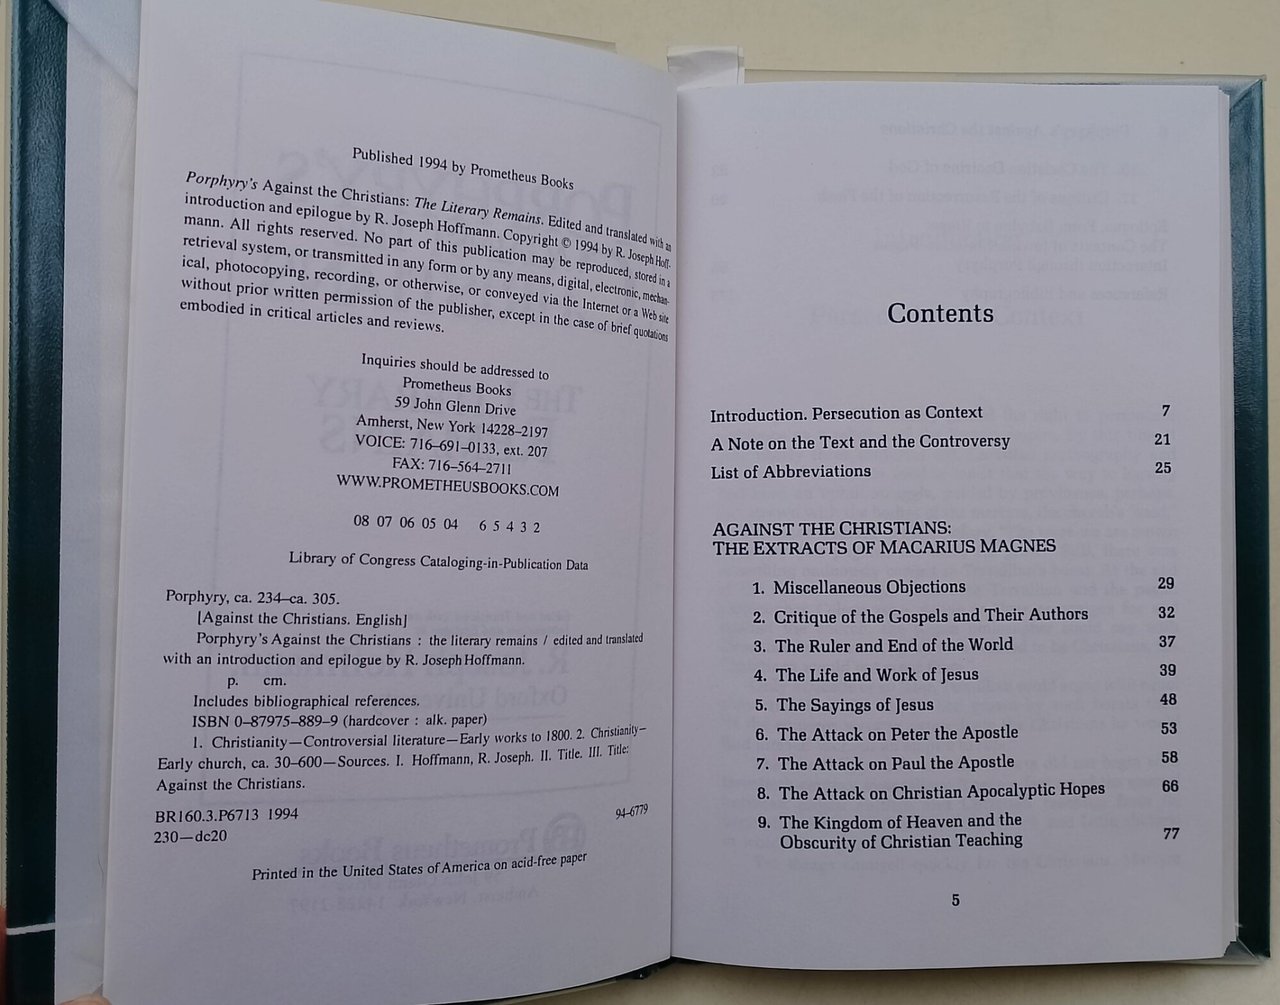 Published 1994 by Prometheus Books
Porphyry's Against the Christians: The Literary Remains. Edited and translated with an
introduction and epilogue by R. Joseph Hoffmann. Copyright © 1994 by R. Joseph Hoff-
mann. All rights reserved. No part of this publication may be reproduced, stored in a
retrieval system, or transmitted in any form or by any means, digital, electronic, mechan-
ical, photocopying, recording, or otherwise, or conveyed via the Internet or a Web site
without prior written permission of the publisher, except in the case of brief quotations
embodied in critical articles and reviews.
Inquiries should be addressed to
Prometheus Books
59 John Glenn Drive
Amherst, New York 14228–2197
VOICE: 716–691–0133, ext. 207
FAX: 716–564–2711
WWW.PROMETHEUSBOOKS.COM
08 07 06 05 04 6 5 4 3 2
Library of Congress Cataloging-in-Publication Data
Porphyry, ca. 234–ca. 305.
[Against the Christians. English]
Porphyry's Against the Christians : the literary remains / edited and translated
with an introduction and epilogue by R. Joseph Hoffmann.
p. cm.
Includes bibliographical references.
ISBN 0–87975–889–9 (hardcover : alk. paper)
1. Christianity—Controversial literature—Early works to 1800. 2. Christianity—
Early church, ca. 30–600—Sources. I. Hoffmann, R. Joseph. II. Title. III. Title:
Against the Christians.
BR160.3.P6713 1994
94-6779
230—dc20
Printed in the United States of America on acid-free paper
Contents
Introduction. Persecution as Context 7
A Note on the Text and the Controversy 21
List of Abbreviations 25
AGAINST THE CHRISTIANS:
THE EXTRACTS OF MACARIUS MAGNES
1. Miscellaneous Objections 29
2. Critique of the Gospels and Their Authors 32
3. The Ruler and End of the World 37
4. The Life and Work of Jesus 39
5. The Sayings of Jesus 48
6. The Attack on Peter the Apostle 53
7. The Attack on Paul the Apostle 58
8. The Attack on Christian Apocalyptic Hopes 66
9. The Kingdom of Heaven and the
Obscurity of Christian Teaching 77
5